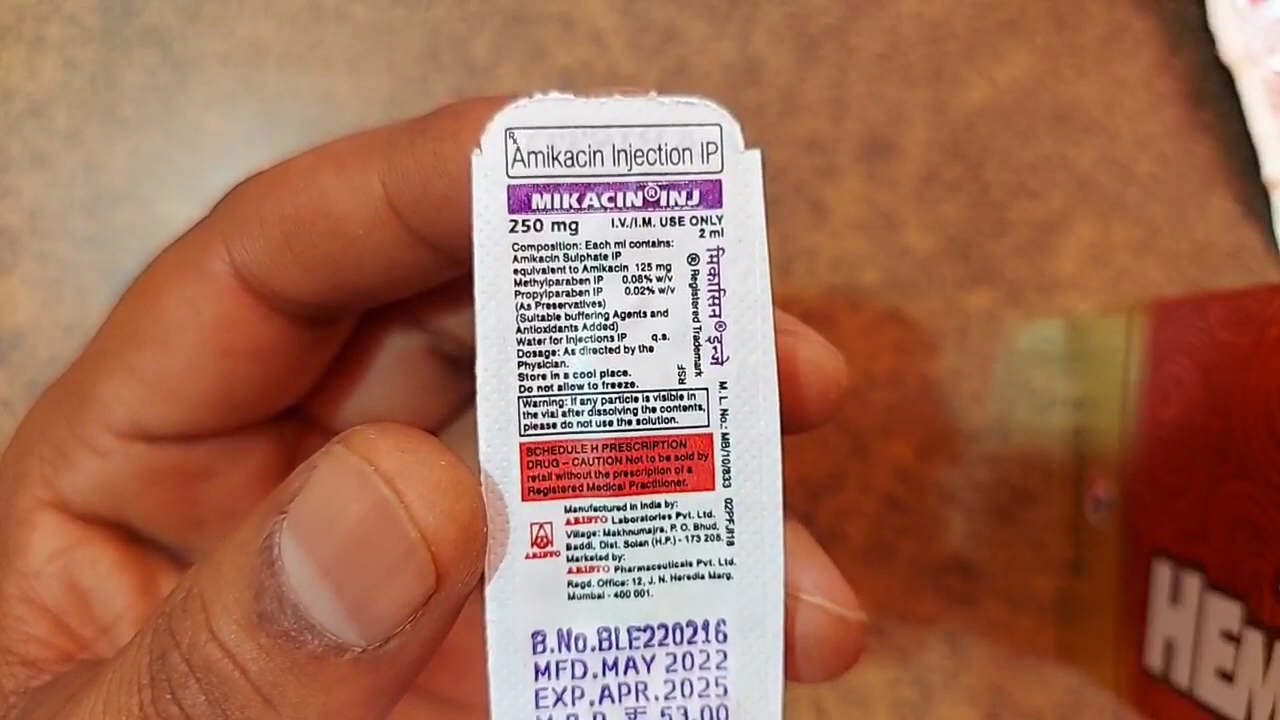 Rx
Amikacin Injection IP
MIKACIN® INJ
250 mg I.V./I.M. USE ONLY
2 ml
Composition: Each ml contains:
Amikacin Sulphate IP
equivalent to Amikacin 125 mg
Methylparaben IP 0.08% w/v
Propylparaben IP 0.02% w/v
(As Preservatives)
(Suitable buffering Agents and
Antioxidants Added)
Water for Injections IP q.s.
Dosage: As directed by the
Physician.
Store in a cool place.
Do not allow to freeze.
® Registered Trademark
RSF
मिकासिन® इन्जे
Warning: If any particle is visible in
the vial after dissolving the contents,
please do not use the solution.
SCHEDULE H PRESCRIPTION
DRUG – CAUTION Not to be sold by
retail without the prescription of a
Registered Medical Practitioner.
M. L. No.: MB/10/833 02PFJI18
Manufactured in India by:
ARISTO Laboratories Pvt. Ltd.
Village: Makhnumajra, P. O. Bhud,
Baddi, Dist. Solan (H.P.) - 173 205.
Marketed by:
ARISTO Pharmaceuticals Pvt. Ltd.
Regd. Office: 12, J. N. Heredia Marg.
Mumbai - 400 001.
ARISTO
B.No.BLE220216
MFD.MAY 2022
EXP.APR.2025
M.R.P. ₹ 53.00
HEM